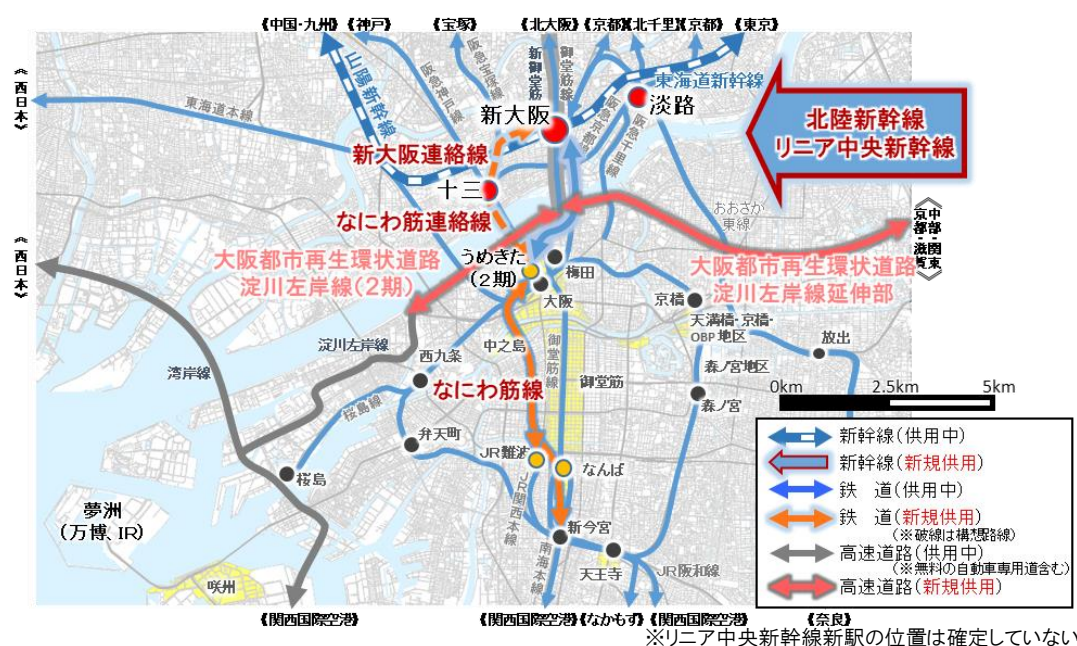 《中国・九州》
《神戸》
《宝塚》
《北大阪》
《京都》
《北千里》
《京都》
《東京》
《西日本》
東海道本線
山陽新幹線
阪急神戸線
阪急宝塚線
新御堂筋
御堂筋線
東海道新幹線
淡路
新大阪
阪急京都線
阪急千里線
北陸新幹線
リニア中央新幹線
新大阪連絡線
十三
なにわ筋連絡線
おおさか
東線
《中部・関東
京都・滋賀》
《西日本》
大阪都市再生環状道路
淀川左岸線(2期)
うめきた
(2期)
梅田
大阪
大阪都市再生環状道路
淀川左岸線延伸部
京橋
天満橋・京橋・
OBP地区
放出
淀川左岸線
中之島
西九条
御堂筋線
御堂筋
森ノ宮地区
森ノ宮
湾岸線
桜島線
なにわ筋線
弁天町
JR難波
なんば
桜島
夢洲
(万博、IR)
咲州
JR関西本線
南海本線
新今宮
天王寺
JR阪和線
0km
2.5km
5km
新幹線(供用中)
新幹線(新規供用)
鉄 道(供用中)
鉄 道(新規供用)
(※破線は構想路線)
高速道路(供用中)
(※無料の自動車専用道含む)
高速道路(新規供用)
《関西国際空港》
《関西国際空港》
《なかもず》
《関西国際空港》
《奈良》
※リニア中央新幹線新駅の位置は確定していない